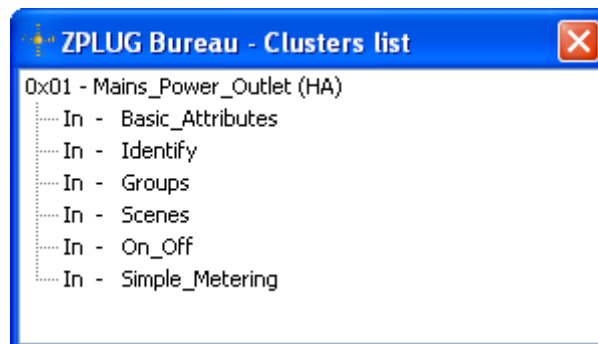 ZPLUG Bureau - Clusters list
0x01 - Mains_Power_Outlet (HA)
In - Basic_Attributes
In - Identify
In - Groups
In - Scenes
In - On_Off
In - Simple_Metering